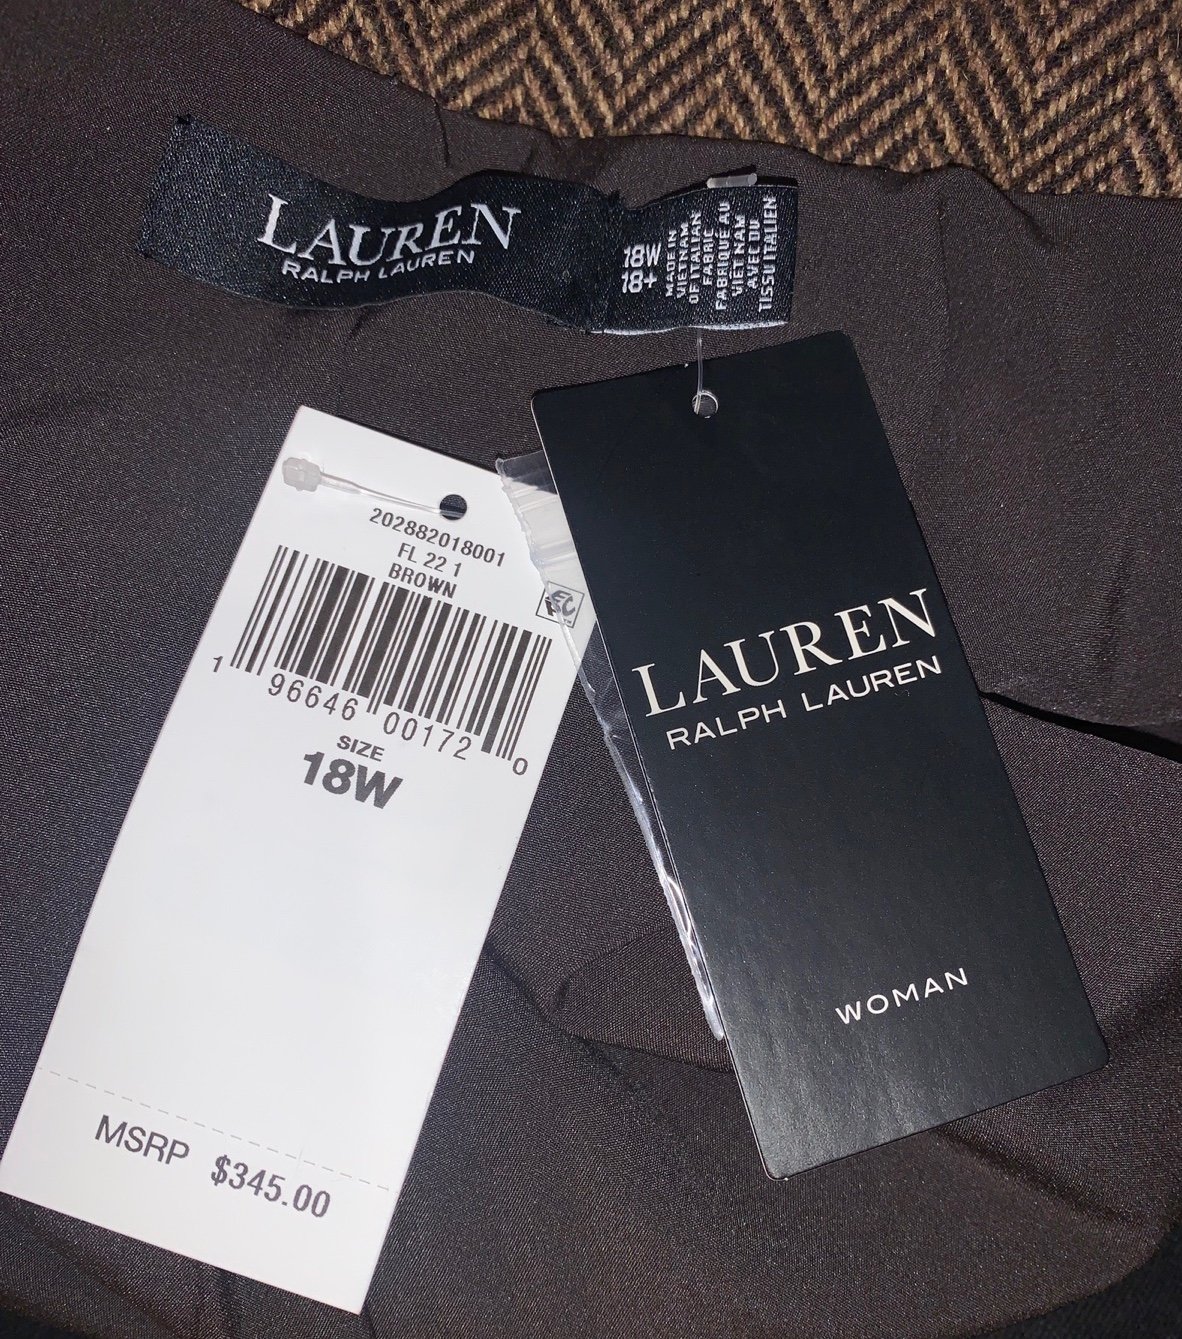 LAUREN
RALPH LAUREN
18W
18+
MADE IN
VIETNAM
OF ITALIAN
FABRIC
FABRIQUE AU
VIET NAM
AVEC DU
TISSU ITALIEN
202882018001
FL 22 1
BROWN
1 96646 00172 0
SIZE
18W
MSRP $345.00
LAUREN
RALPH LAUREN
WOMAN